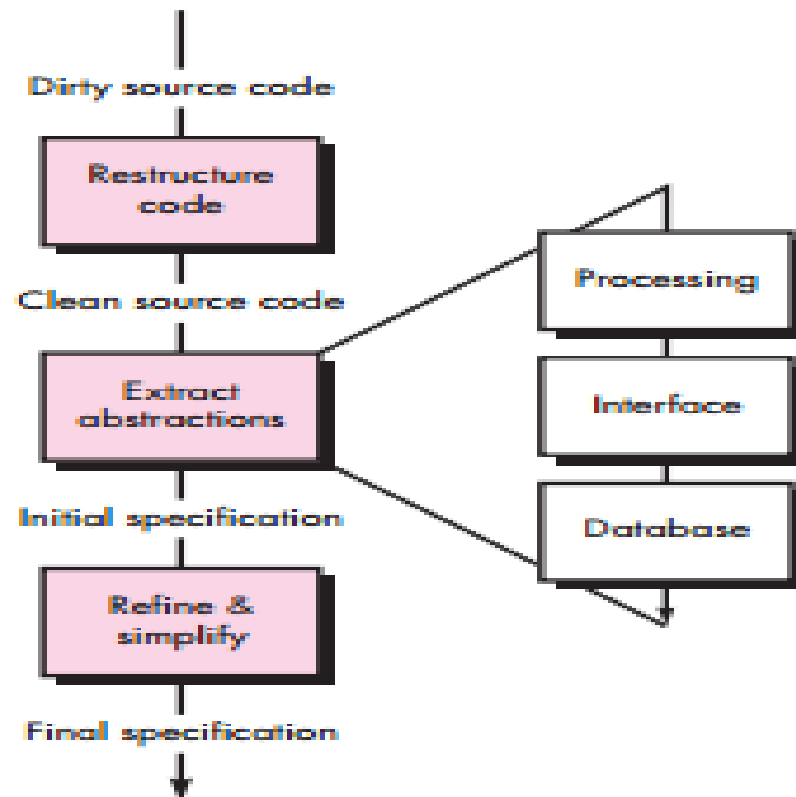 Dirty source code
Restructure
code
Clean source code
Extract
abstractions
Initial specification
Refine &
simplify
Final specification
Processing
Interface
Database